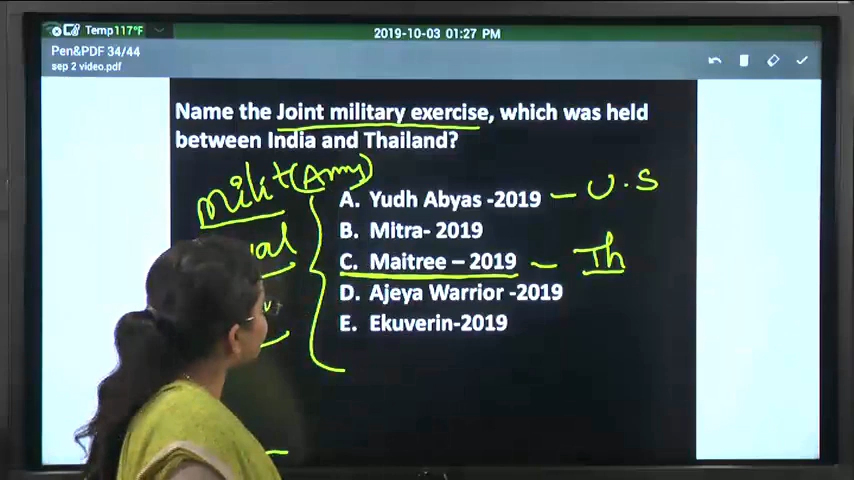 Temp117°F
2019-10-03 01:27 PM
Pen&PDF 34/44
sep 2 video.pdf
Name the Joint military exercise, which was held
between India and Thailand?
Milit (Army)
A. Yudh Abyas -2019 – U.S
B. Mitra- 2019
C. Maitree – 2019 – Th
D. Ajeya Warrior -2019
E. Ekuverin-2019